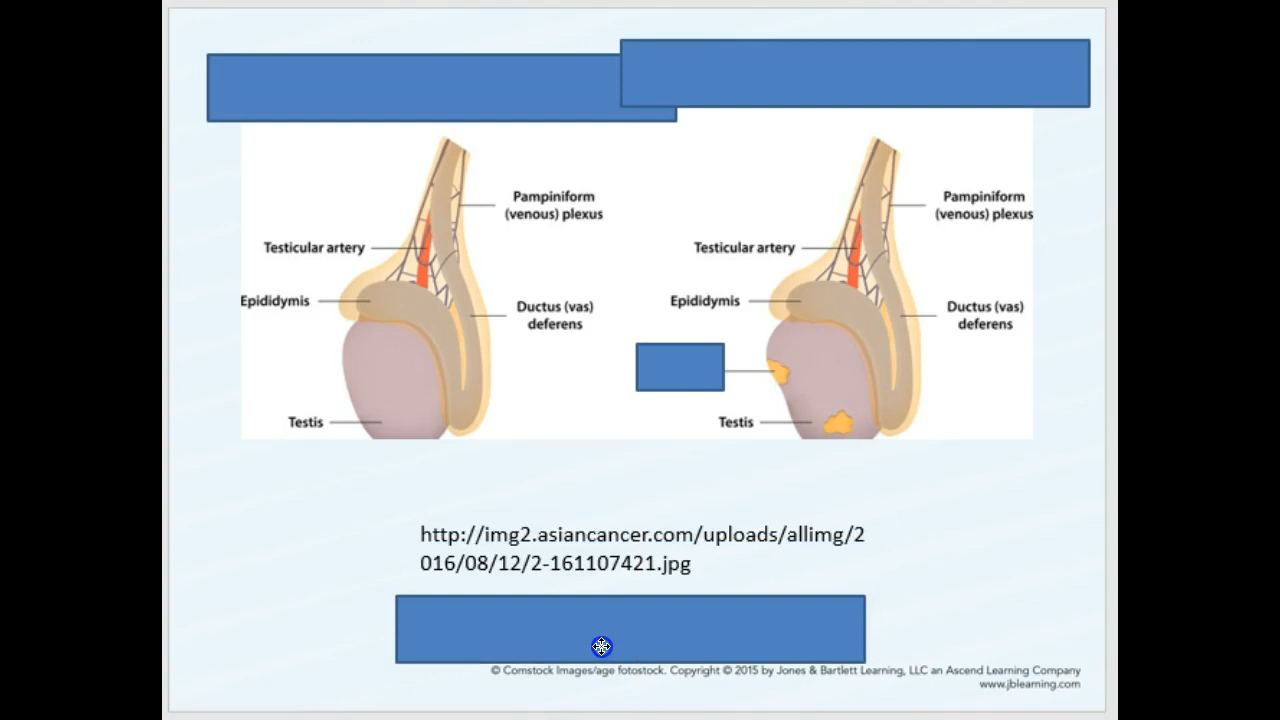 Pampiniform
(venous) plexus
Testicular artery
Epididymis
Ductus (vas)
deferens
Testis
Pampiniform
(venous) plexus
Testicular artery
Epididymis
Ductus (vas)
deferens
Testis
http://img2.asiancancer.com/uploads/allimg/2
016/08/12/2-161107421.jpg
© Comstock Images/age fotostock. Copyright © 2015 by Jones & Bartlett Learning, LLC an Ascend Learning Company
www.jblearning.com